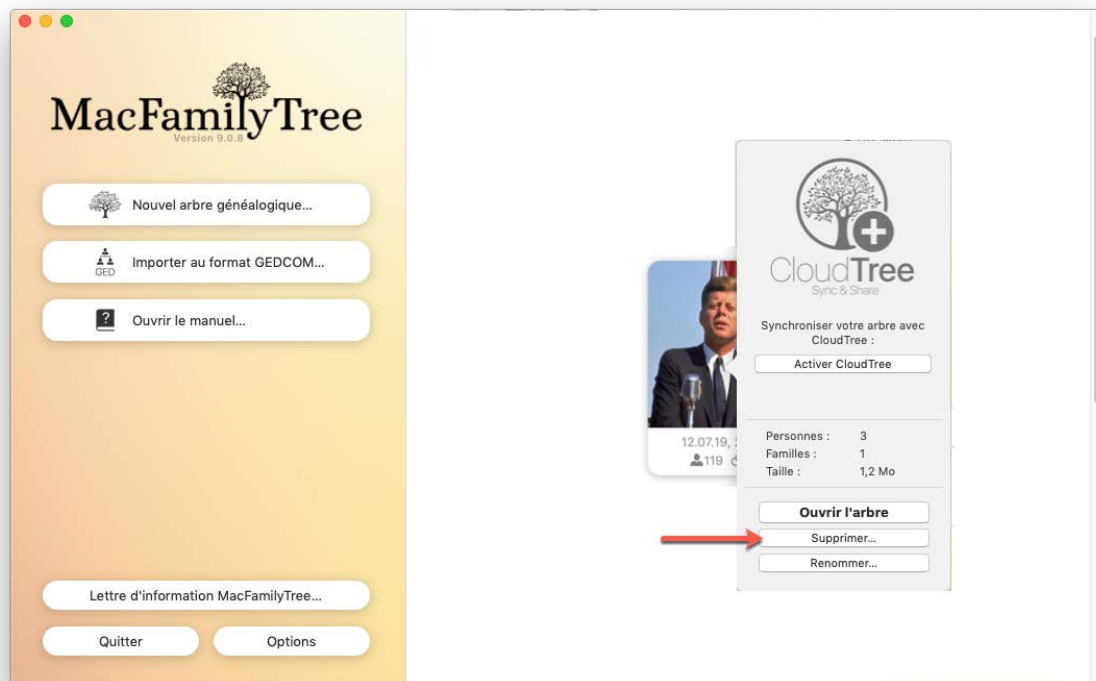 MacFamilyTree
Version 9.0.8
Nouvel arbre généalogique...
GED
Importer au format GEDCOM...
?
Ouvrir le manuel...
Lettre d'information MacFamilyTree...
Quitter
Options
12.07.19,
119
CloudTree
Sync & Share
Synchroniser votre arbre avec
CloudTree :
Activer CloudTree
Personnes : 3
Familles : 1
Taille : 1,2 Mo
Ouvrir l'arbre
Supprimer...
Renommer...